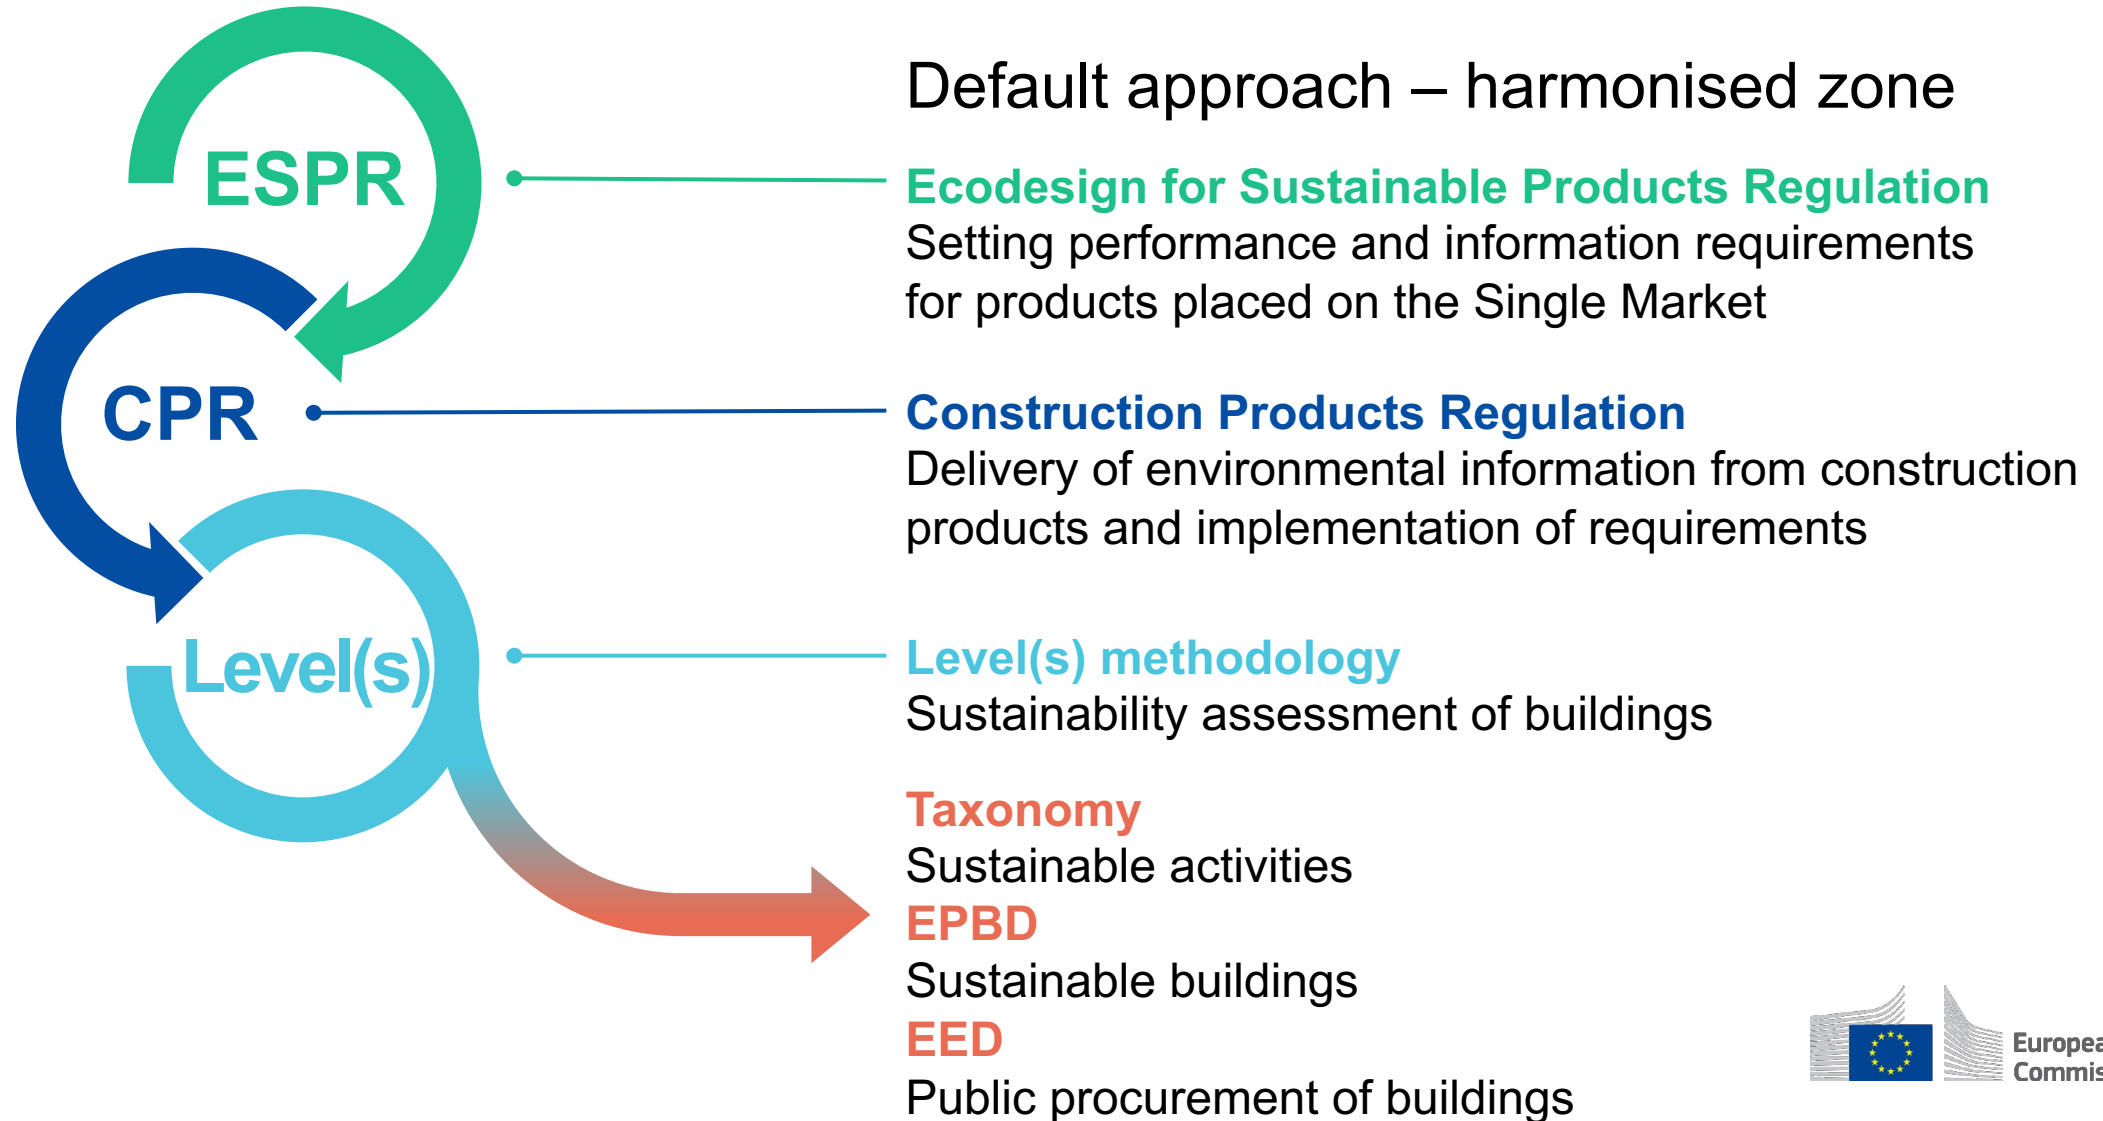 Default approach – harmonised zone
ESPR
Ecodesign for Sustainable Products Regulation
Setting performance and information requirements
for products placed on the Single Market
CPR
Construction Products Regulation
Delivery of environmental information from construction
products and implementation of requirements
Level(s)
Level(s) methodology
Sustainability assessment of buildings
Taxonomy
Sustainable activities
EPBD
Sustainable buildings
EED
Public procurement of buildings
Europea
Commis